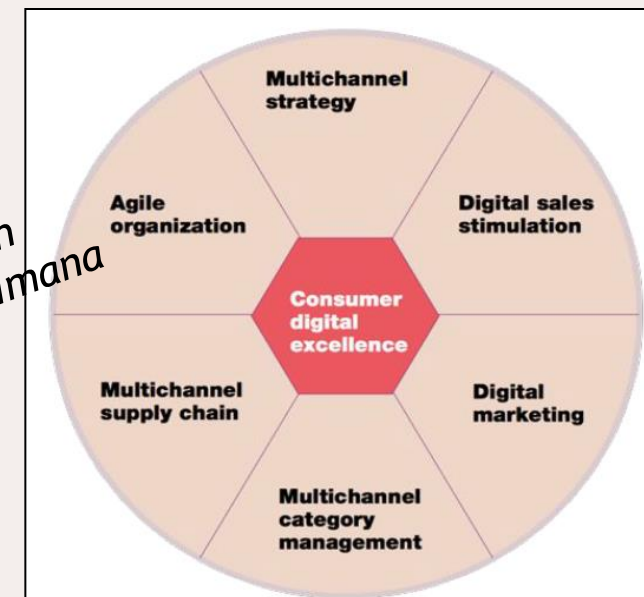 Multichannel
strategy
Agile
organization
Digital sales
stimulation
Consumer
digital
excellence
Multichannel
supply chain
Digital
marketing
Multichannel
category
management